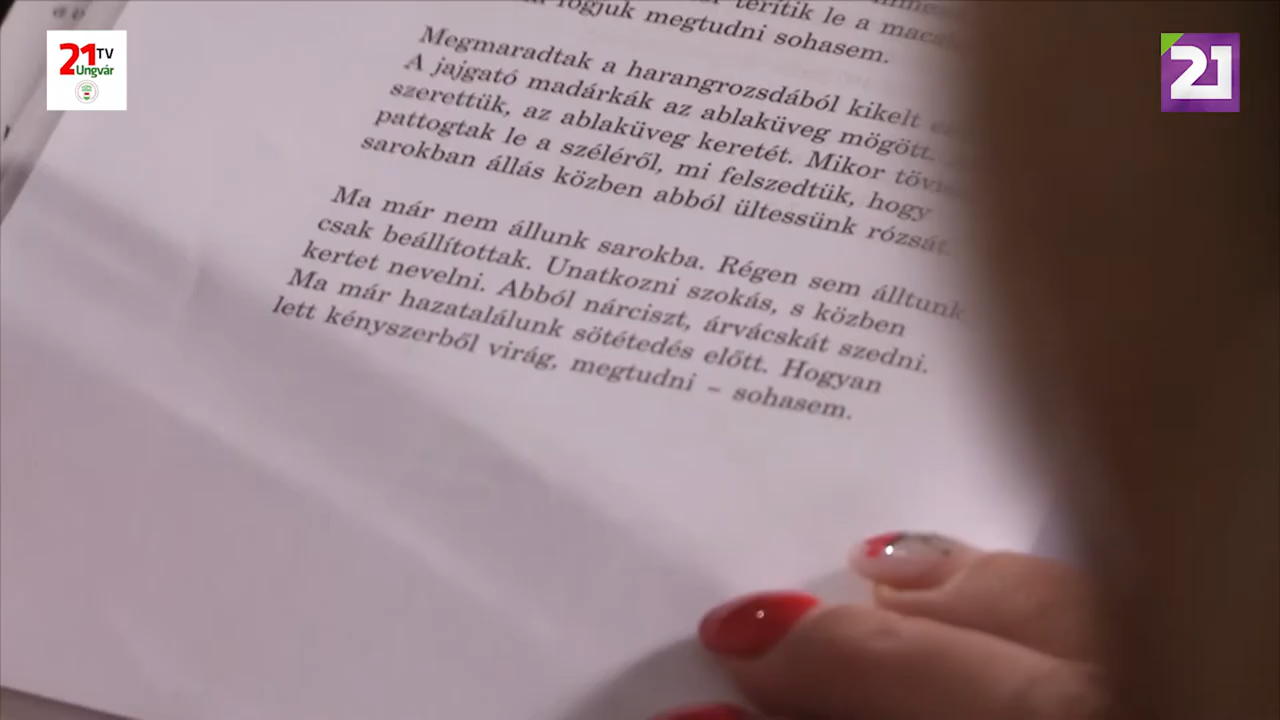 21 TV
Ungvár
21
terítik le a
fogjuk megtudni sohasem.
Megmaradtak a harangrozsdából kikelt
A jajgató madárkák az ablaküveg mögött.
szerettük, az ablaküveg keretét. Mikor
pattogtak le a széléről, mi felszedtük, hogy
sarokban állás közben abból ültessünk rózsát.
Ma már nem állunk sarokba. Régen sem álltunk
csak beállítottak. Unatkozni szokás, s közben
kertet nevelni. Abból nárciszt, árvácskát szedni.
Ma már hazatalálunk sötétedés előtt. Hogyan
lett kényszerből virág, megtudni – sohasem.